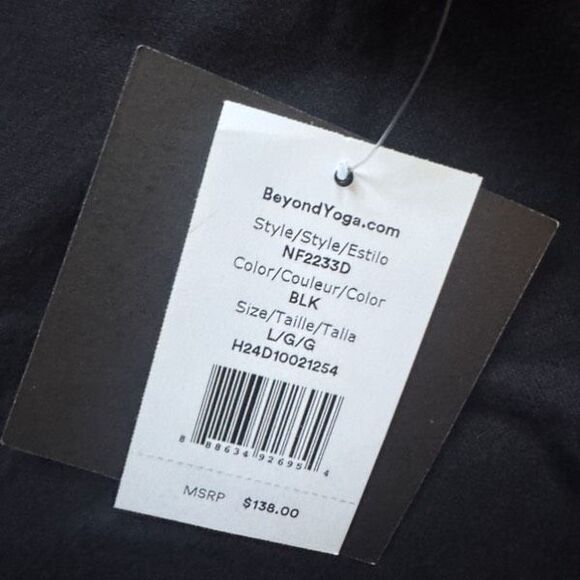 BeyondYoga.com
Style/Style/Estilo
NF2233D
Color/Couleur/Color
BLK
Size/Taille/Talla
L/G/G
H24D10021254
8 88634 92695 4
MSRP $138.00